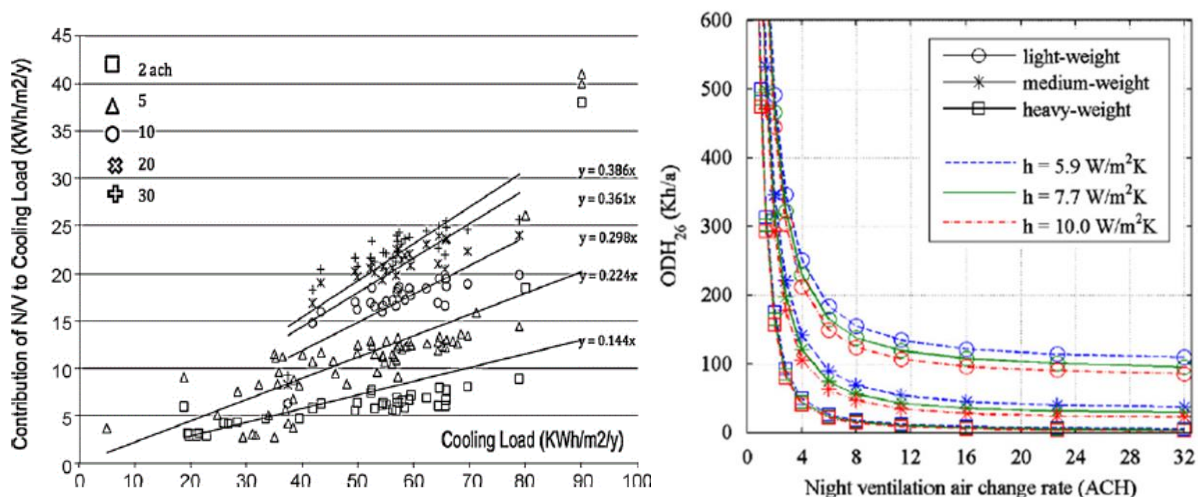 Contribution of N/V to Cooling Load (KWh/m2/y)
45
40
35
30
25
20
15
10
5
0
2 ach
5
10
20
30
y = 0.386x
y = 0.361x
y = 0.298x
y = 0.224x
y = 0.144x
Cooling Load (KWh/m2/y)
0 10 20 30 40 50 60 70 80 90 100
ODH26 (Kh/a)
600
500
400
300
200
100
0
light-weight
medium-weight
heavy-weight
h = 5.9 W/m²K
h = 7.7 W/m²K
h = 10.0 W/m²K
0 4 8 12 16 20 24 28 32
Night ventilation air change rate (ACH)